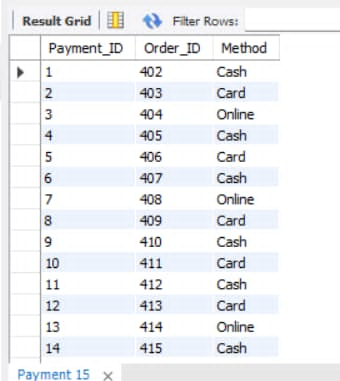 Result Grid Filter Rows:
Payment_ID Order_ID Method
1 402 Cash
2 403 Card
3 404 Online
4 405 Cash
5 406 Card
6 407 Cash
7 408 Online
8 409 Card
9 410 Cash
10 411 Card
11 412 Cash
12 413 Card
13 414 Online
14 415 Cash
Payment 15 ×